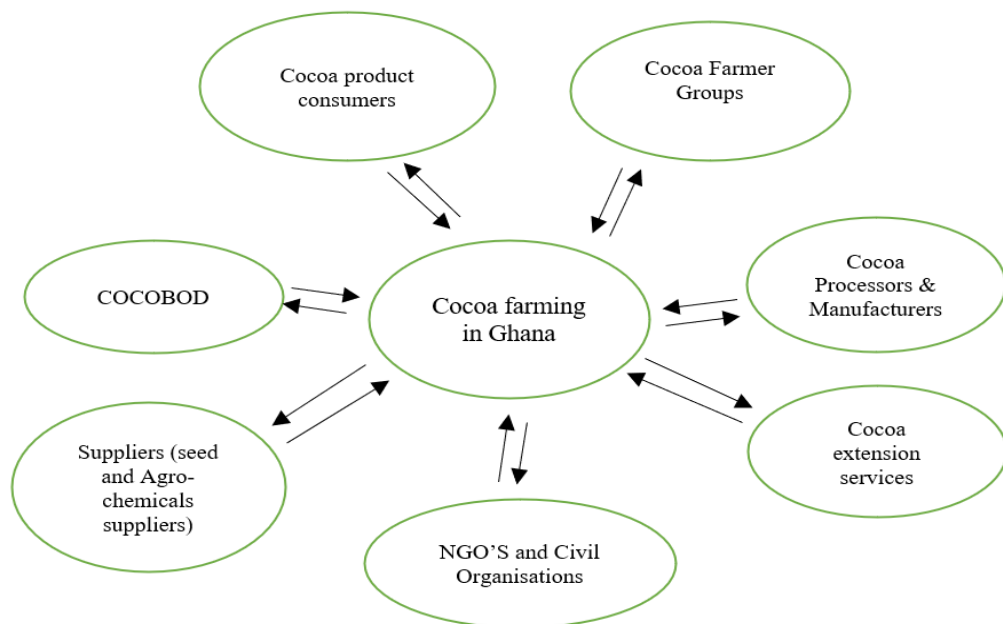 Cocoa product
consumers
Cocoa Farmer
Groups
COCOBOD
Cocoa farming
in Ghana
Cocoa
Processors &
Manufacturers
Suppliers (seed
and Agro-
chemicals
suppliers)
Cocoa
extension
services
NGO’S and Civil
Organisations